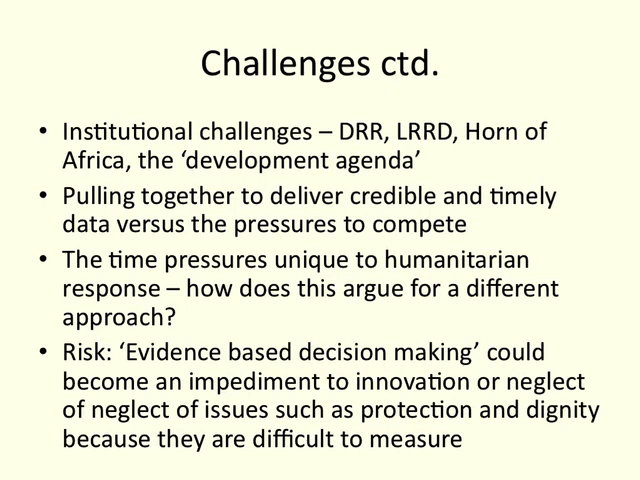 Challenges ctd.
• Institutional challenges – DRR, LRRD, Horn of
Africa, the ‘development agenda’
• Pulling together to deliver credible and timely
data versus the pressures to compete
• The time pressures unique to humanitarian
response – how does this argue for a different
approach?
• Risk: ‘Evidence based decision making’ could
become an impediment to innovation or neglect
of neglect of issues such as protection and dignity
because they are difficult to measure